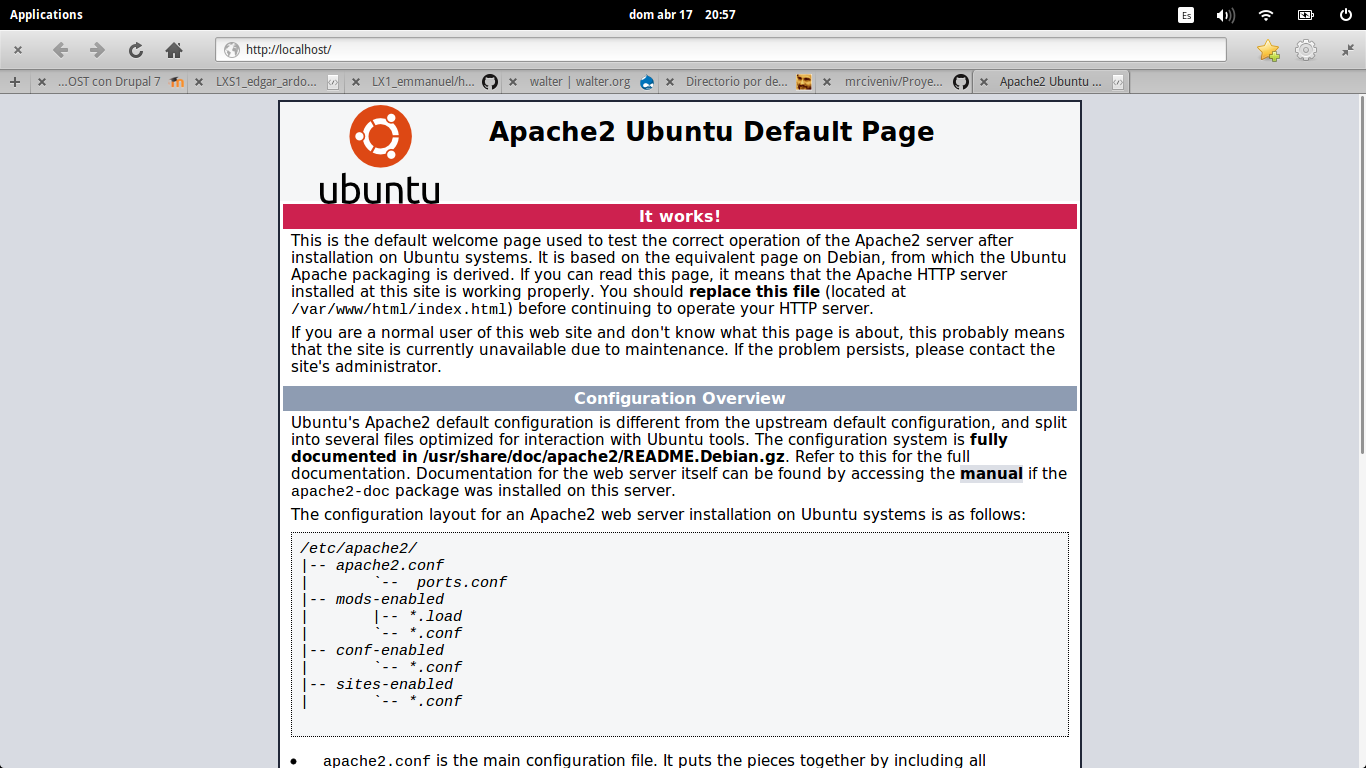 Applications
dom abr 17 20:57
Es
http://localhost/
...OST con Drupal 7
LXS1_edgar_ardo...
LX1_emmanuel/h...
walter | walter.org
Directorio por de...
mrciveniv/Proye...
Apache2 Ubuntu ...
ubuntu
Apache2 Ubuntu Default Page
It works!
This is the default welcome page used to test the correct operation of the Apache2 server after
installation on Ubuntu systems. It is based on the equivalent page on Debian, from which the Ubuntu
Apache packaging is derived. If you can read this page, it means that the Apache HTTP server
installed at this site is working properly. You should replace this file (located at
/var/www/html/index.html) before continuing to operate your HTTP server.
If you are a normal user of this web site and don't know what this page is about, this probably means
that the site is currently unavailable due to maintenance. If the problem persists, please contact the
site's administrator.
Configuration Overview
Ubuntu's Apache2 default configuration is different from the upstream default configuration, and split
into several files optimized for interaction with Ubuntu tools. The configuration system is fully
documented in /usr/share/doc/apache2/README.Debian.gz. Refer to this for the full
documentation. Documentation for the web server itself can be found by accessing the manual if the
apache2-doc package was installed on this server.
The configuration layout for an Apache2 web server installation on Ubuntu systems is as follows:
/etc/apache2/
|-- apache2.conf
|       `--  ports.conf
|-- mods-enabled
|       |-- *.load
|       `-- *.conf
|-- conf-enabled
|       `-- *.conf
|-- sites-enabled
|       `-- *.conf
• apache2.conf is the main configuration file. It puts the pieces together by including all